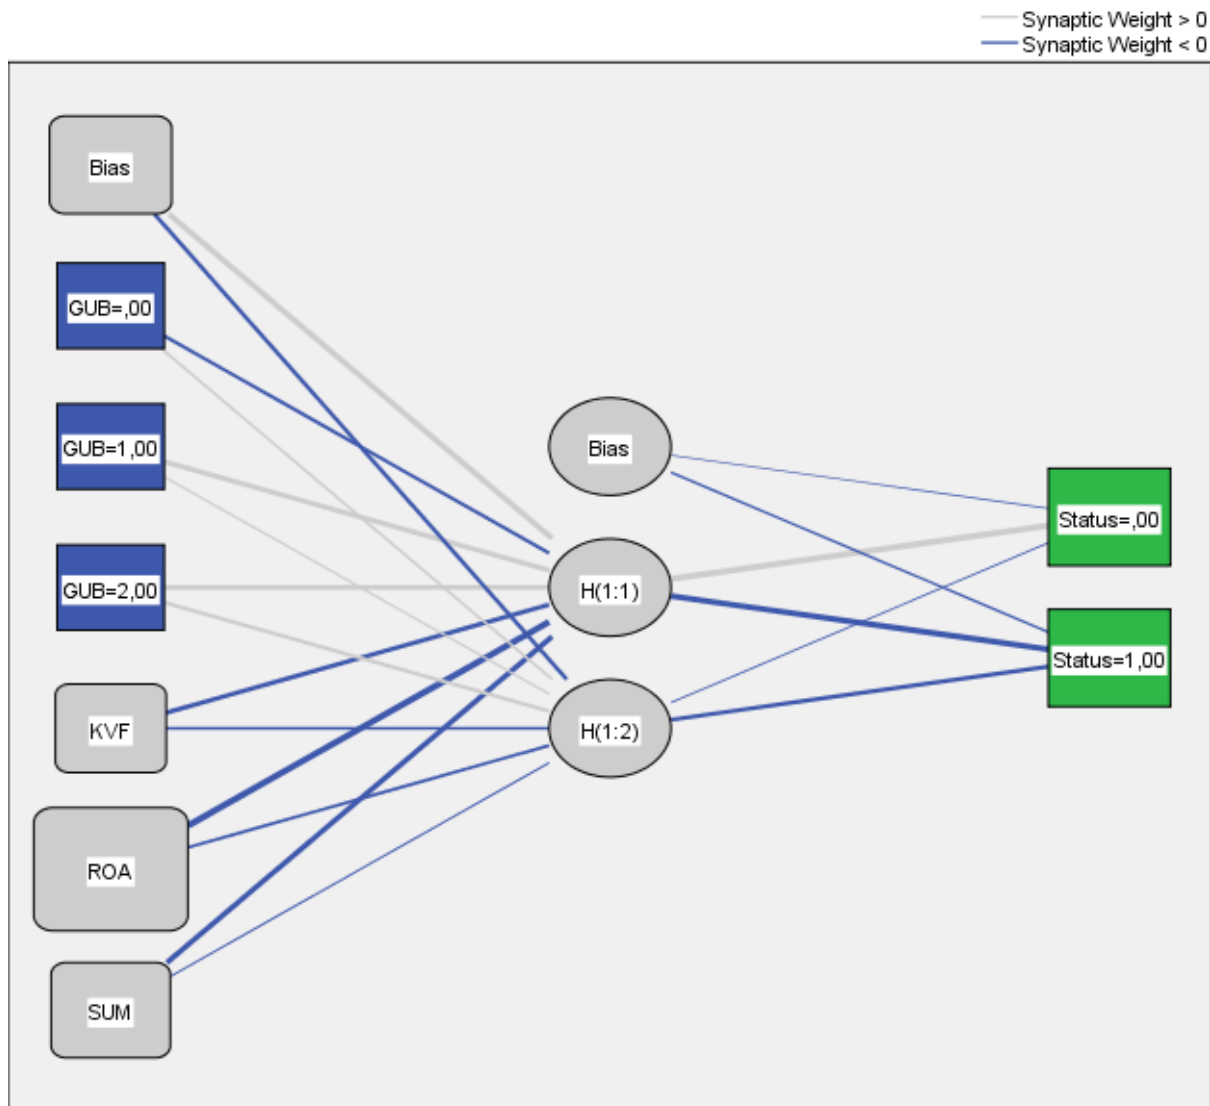 Synaptic Weight > 0
Synaptic Weight < 0
Bias
GUB=,00
GUB=1,00
GUB=2,00
KVF
ROA
SUM
Bias
H(1:1)
H(1:2)
Status=,00
Status=1,00